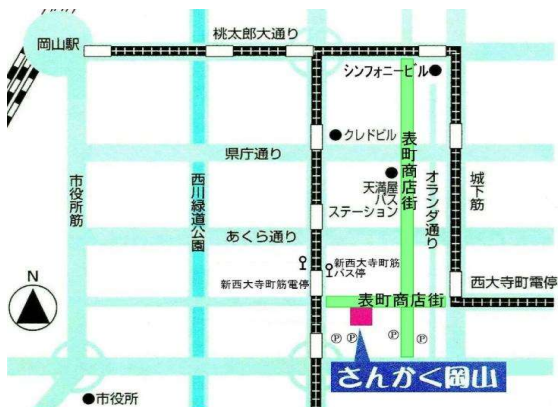 桃太郎大通り
岡山駅
シンフォニービル
クレドビル
県庁通り
表町商店街
天満屋
バス
ステーション
オランダ通り
城下筋
市役所筋
西川緑道公園
あくら通り
新西大寺町筋
バス停
新西大寺町筋電停
西大寺町電停
表町商店街
N
P
P
P
P
さんかく岡山
市役所